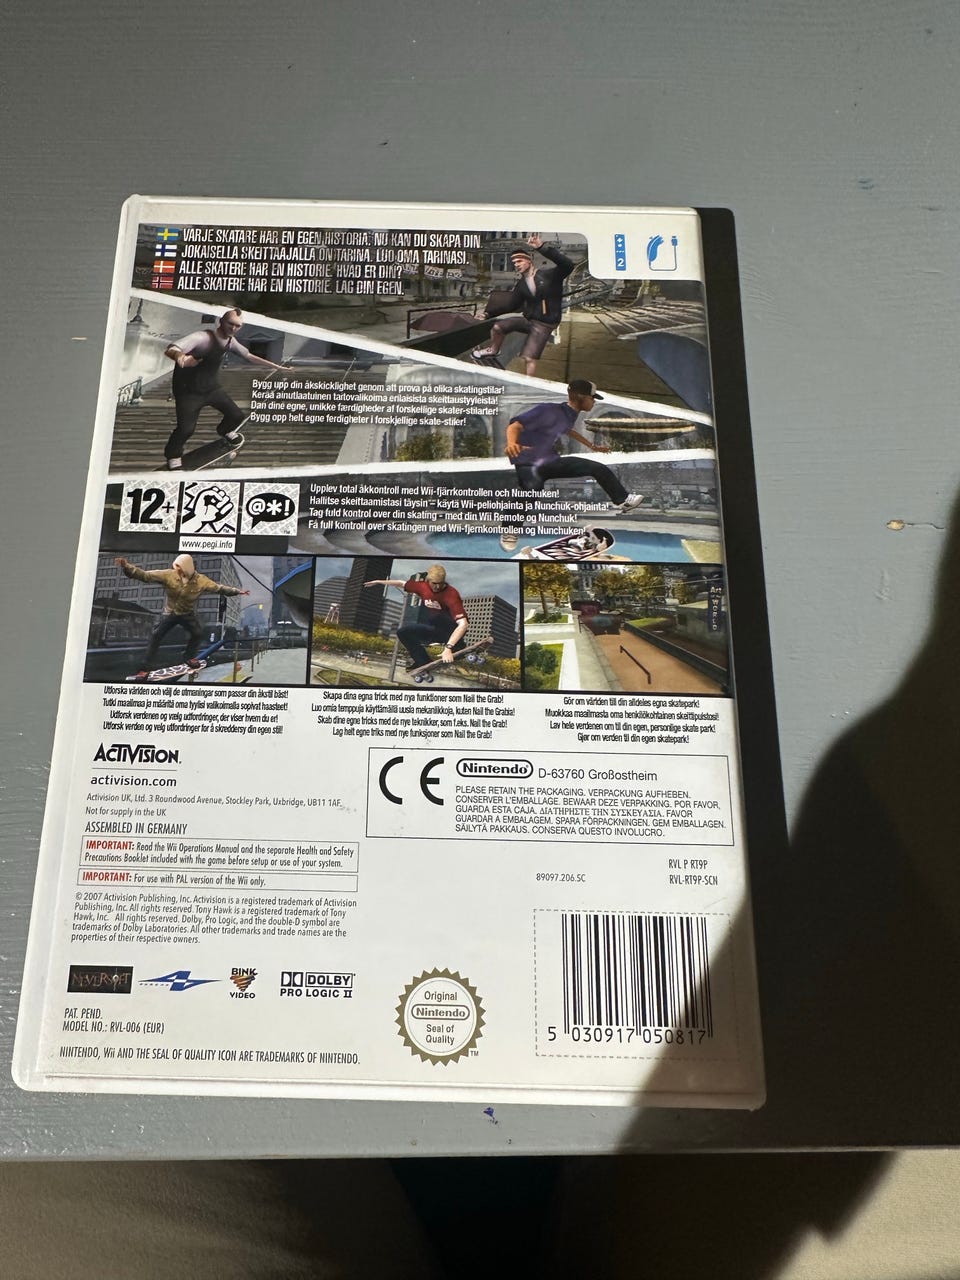 VARJE SKATARE HAR EN EGEN HISTORIA. NU KAN DU SKAPA DIN.
JOKAISELLA SKEITTAAJALLA ON TARINA. LUO OMA TARINASI.
ALLE SKATERE HAR EN HISTORIE. HVAD ER DIN?
ALLE SKATERE HAR EN HISTORIE. LAG DIN EGEN.
2
Bygg upp din åkskicklighet genom att prova på olika skatingstilar!
Kerää ainutlaatuinen taitovalikoima erilaisista skeittaustyyleistä!
Dan dine egne, unikke færdigheder af forskellige skater-stilarter!
Bygg opp helt egne ferdigheter i forskjellige skate-stiler!
12+
@*!
www.pegi.info
Upplev total åkkontroll med Wii-fjärrkontrollen och Nunchuken!
Hallitse skeittaamistasi täysin – käytä Wii-peliohjainta ja Nunchuk-ohjainta!
Tag fuld kontrol over din skating - med din Wii Remote og Nunchuk!
Få full kontroll over skatingen med Wii-fjernkontrollen og Nunchuken!
Art WORLD
Utforska världen och välj de utmaningar som passar din åkstil bäst!
Tutki maailmaa ja määritä oma tyylisi valikoimalla sopivat haasteet!
Udforsk verdenen og vælg udfordringer, der viser hvem du er!
Utforsk verden og velg utfordringer for å skreddersy din egen stil!
Skapa dina egna trick med nya funktioner som Nail the Grab!
Luo omia temppuja käyttämällä uusia mekaniikkoja, kuten Nail the Grabia!
Skab dine egne tricks med de nye teknikker, som f.eks. Nail the Grab!
Lag helt egne triks med nye funksjoner som Nail the Grab!
Gör om världen till din alldeles egna skatepark!
Muokkaa maailmasta oma henkilökohtainen skeittipuistosi!
Lav hele verdenen om til din egen, personlige skate park!
Gjør om verden til din egen skatepark!
ACTIVISION.
activision.com
Activision UK, Ltd. 3 Roundwood Avenue, Stockley Park, Uxbridge, UB11 1AF.
Not for supply in the UK
ASSEMBLED IN GERMANY
IMPORTANT: Read the Wii Operations Manual and the separate Health and Safety
Precautions Booklet included with the game before setup or use of your system.
IMPORTANT: For use with PAL version of the Wii only.
CE
Nintendo® D-63760 Großostheim
PLEASE RETAIN THE PACKAGING. VERPACKUNG AUFHEBEN.
CONSERVER L'EMBALLAGE. BEWAAR DEZE VERPAKKING. POR FAVOR,
GUARDA ESTA CAJA. ΔΙΑΤΗΡΗΣΤΕ ΤΗΝ ΣΥΣΚΕΥΑΣΙΑ. FAVOR
GUARDAR A EMBALAGEM. SPARA FÖRPACKNINGEN. GEM EMBALLAGEN.
SÄILYTÄ PAKKAUS. CONSERVA QUESTO INVOLUCRO.
89097.206.SC
RVL P RT9P
RVL-RT9P-SCN
© 2007 Activision Publishing, Inc. Activision is a registered trademark of Activision
Publishing, Inc. All rights reserved. Tony Hawk is a registered trademark of Tony
Hawk, Inc. All rights reserved. Dolby, Pro Logic, and the double-D symbol are
trademarks of Dolby Laboratories. All other trademarks and trade names are the
properties of their respective owners.
NEVERSOFT
BINK
VIDEO
DOLBY
PRO LOGIC II
Original
Nintendo
Seal of
Quality
TM
5 030917 050817
PAT. PEND.
MODEL NO.: RVL-006 (EUR)
NINTENDO, Wii AND THE SEAL OF QUALITY ICON ARE TRADEMARKS OF NINTENDO.